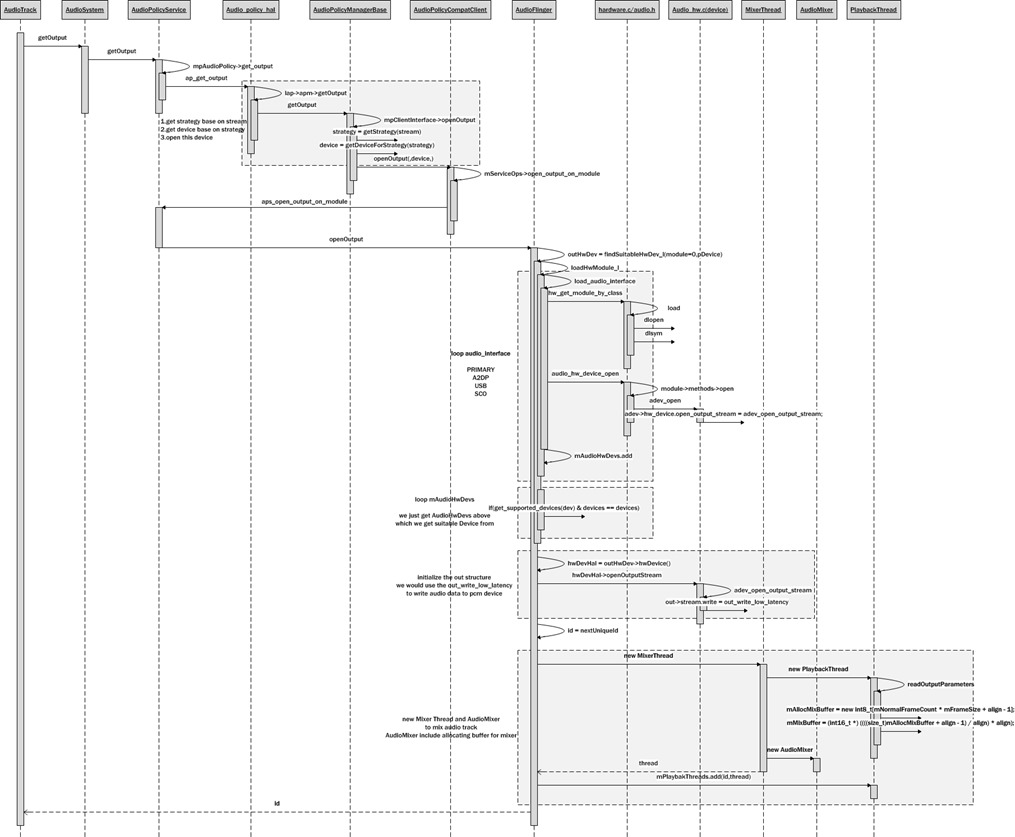 AudioTrack
AudioSystem
AudioPolicyService
Audio_policy_hal
AudioPolicyManagerBase
AudioPolicyCompatClient
AudioFlinger
hardware.c/audio.h
Audio_hw.c(device)
MixerThread
AudioMixer
PlaybackThread
getOutput
getOutput
mpAudioPolicy->get_output
ap_get_output
lap->apm->getOutput
getOutput
mpClientInterface->openOutput
1.get strategy base on stream
2.get device base on strategy
3.open this device
strategy = getStrategy(stream)
device = getDeviceForStrategy(strategy)
openOutput(,device,)
mServiceOps->open_output_on_module
aps_open_output_on_module
openOutput
outHwDev = findSuitableHwDev_l(module=0,pDevice)
loadHwModule_l
load_audio_interface
hw_get_module_by_class
load
dlopen
dlsym
loop audio_interface
PRIMARY
A2DP
USB
SCO
audio_hw_device_open
module->methods->open
adev_open
adev->hw_device.open_output_stream = adev_open_output_stream;
mAudioHwDevs.add
loop mAudioHwDevs
we just get AudioHwDevs above
which we get suitable Device from
if(get_supported_devices(dev) & devices == devices)
hwDevHal = outHwDev->hwDevice()
hwDevHal->openOutputStream
initialize the out structure
we would use the out_write_low_latency
to write audio data to pcm device
adev_open_output_stream
out->stream.write = out_write_low_latency
id = nextUniqueId
new MixerThread
new PlaybackThread
readOutputParameters
mAllocMixBuffer = new int8_t[mNormalFrameCount * mFrameSize + align - 1];
mMixBuffer = (int16_t *) ((((size_t)mAllocMixBuffer + align - 1) / align) * align);
new Mixer Thread and AudioMixer
to mix audio track
AudioMixer include allocating buffer for mixer
new AudioMixer
thread
mPlaybakThreads.add(id,thread)
id